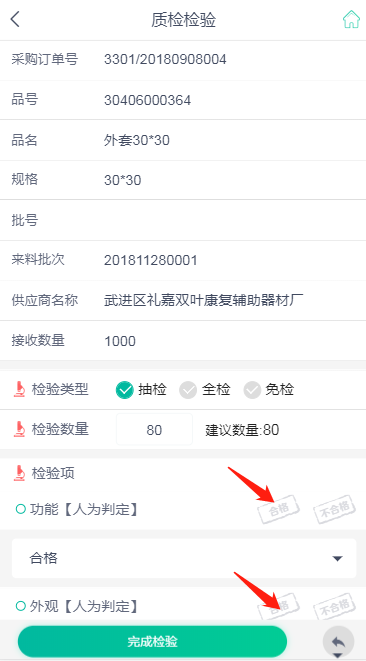 质检检验
采购订单号 3301/20180908004
品号 30406000364
品名 外套30*30
规格 30*30
批号
来料批次 201811280001
供应商名称 武进区礼嘉双叶康复辅助器材厂
接收数量 1000
检验类型 抽检 全检 免检
检验数量 80 建议数量:80
检验项
功能【人为判定】 合格 不合格
合格
外观【人为判定】 合格 不合格
完成检验